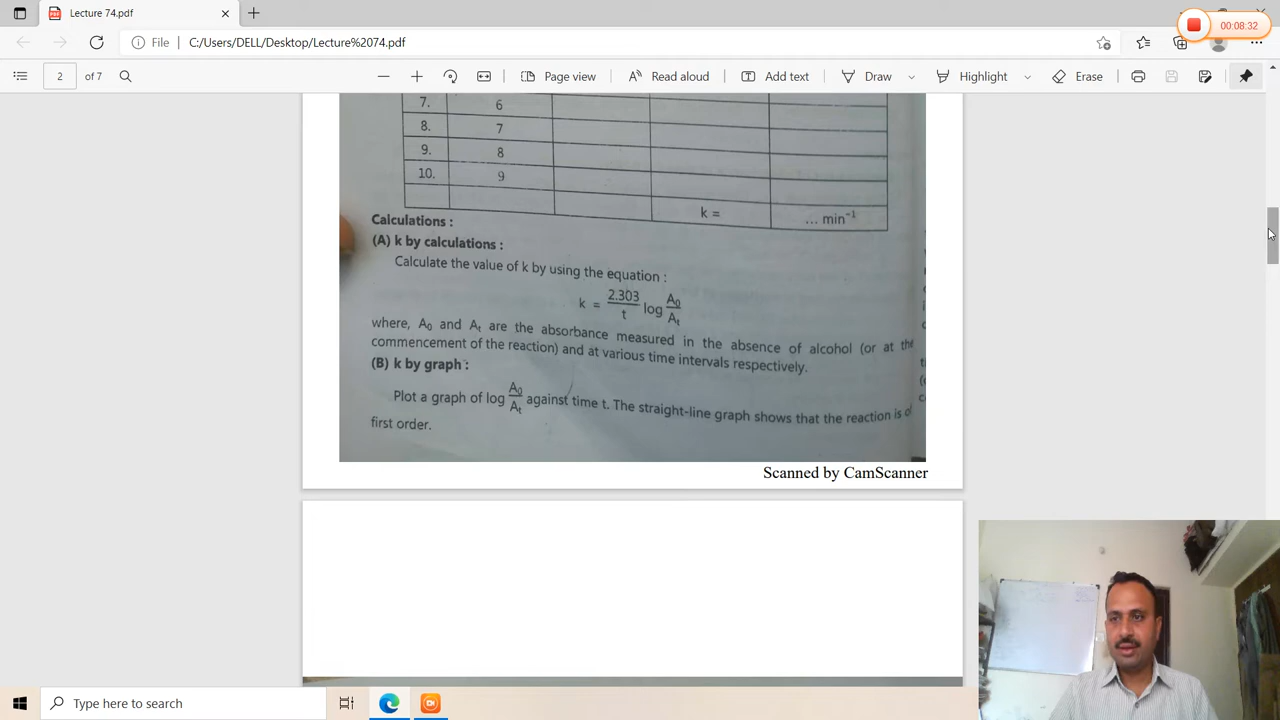 Lecture 74.pdf
00:08:32
File
C:/Users/DELL/Desktop/Lecture%2074.pdf
2 of 7
Page view
Read aloud
Add text
Draw
Highlight
Erase
7. 6
8. 7
9. 8
10. 9
k = ... min⁻¹
Calculations :
(A) k by calculations :
Calculate the value of k by using the equation :
k = 2.303/t log A₀/Aₜ
where, A₀ and Aₜ are the absorbance measured in the absence of alcohol (or at the
commencement of the reaction) and at various time intervals respectively.
(B) k by graph :
Plot a graph of log A₀/Aₜ against time t. The straight-line graph shows that the reaction is of
first order.
Scanned by CamScanner
Type here to search